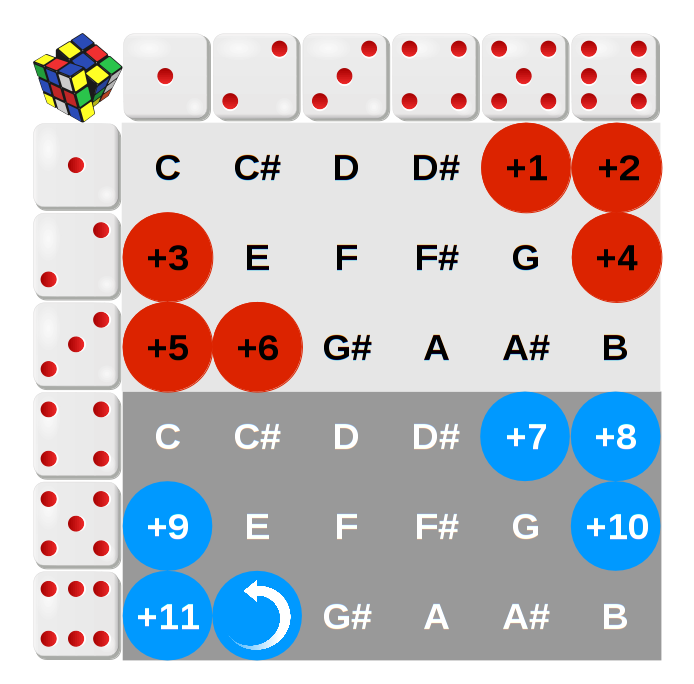 C C# D D# +1 +2
+3 E F F# G +4
+5 +6 G# A A# B
C C# D D# +7 +8
+9 E F F# G +10
+11 G# A A# B